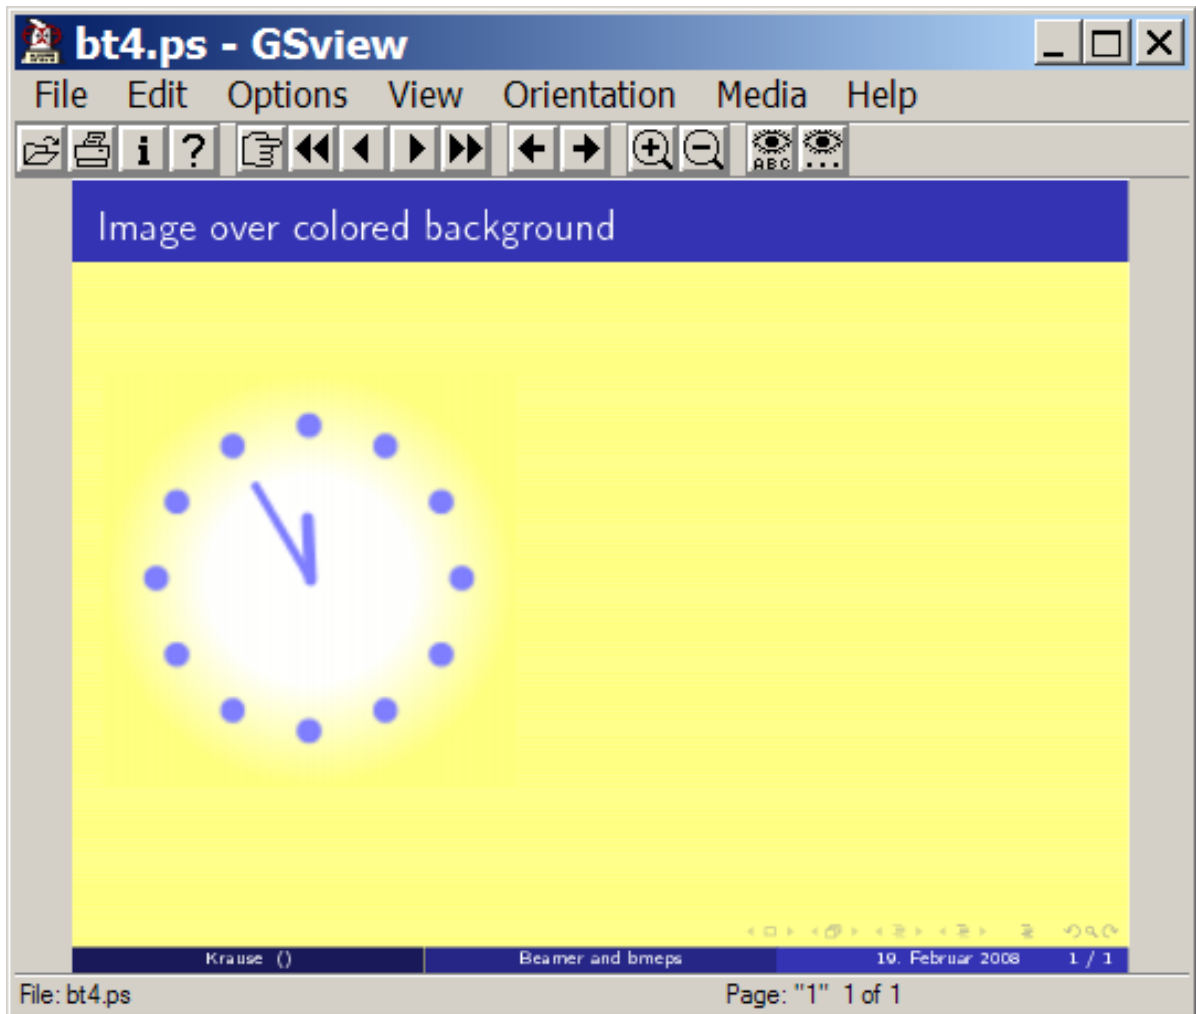 bt4.ps - GSview
File Edit Options View Orientation Media Help
i ? ABC
Image over colored background
Krause () Beamer and bmeps 19. Februar 2008 1 / 1
File: bt4.ps Page: "1" 1 of 1